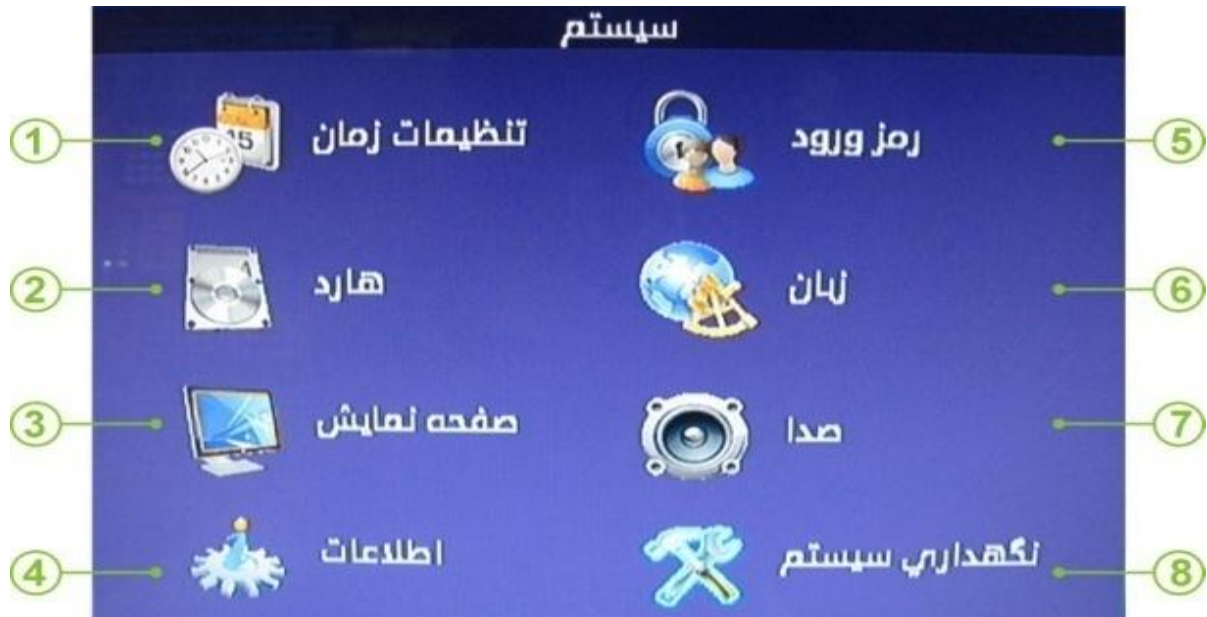 سیستم
① تنظیمات زمان
رمز ورود ⑤
② هارد
زبان ⑥
③ صفحه نمایش
صدا ⑦
④ اطلاعات
نگهداري سیستم ⑧